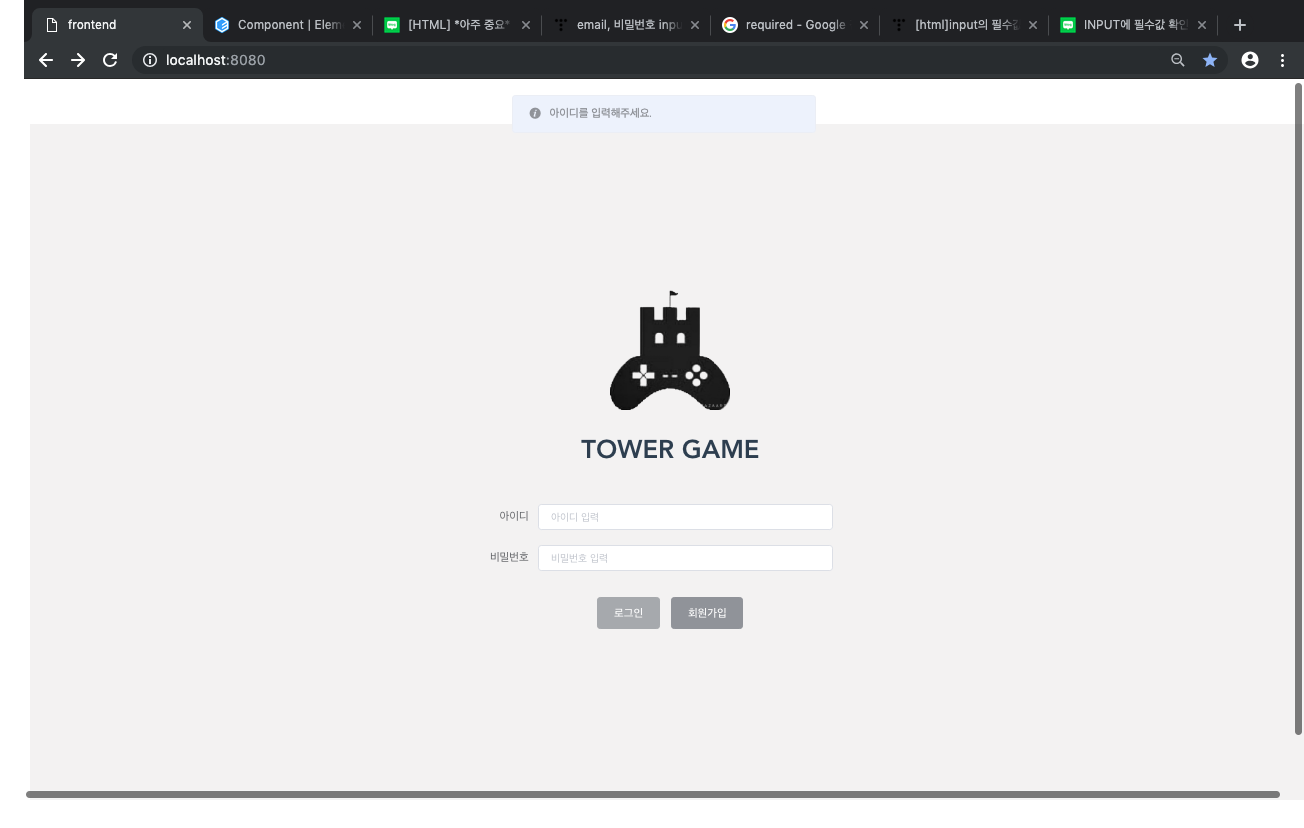 frontend
Component | Elem
[HTML] *아주 중요*
email, 비밀번호 inpu
required - Google
[html]input의 필수값
INPUT에 필수값 확인
localhost:8080
아이디를 입력해주세요.
TOWER GAME
아이디
아이디 입력
비밀번호
비밀번호 입력
로그인
회원가입